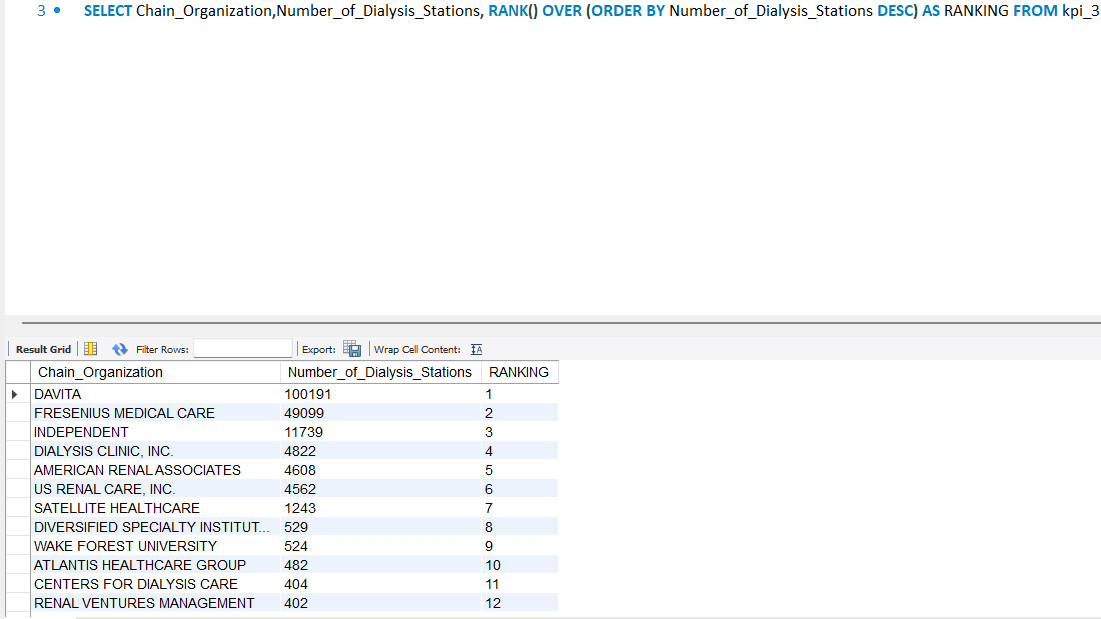 3 SELECT Chain_Organization,Number_of_Dialysis_Stations, RANK() OVER (ORDER BY Number_of_Dialysis_Stations DESC) AS RANKING FROM kpi_3
Result Grid Filter Rows: Export: Wrap Cell Content: IA
Chain_Organization Number_of_Dialysis_Stations RANKING
DAVITA 100191 1
FRESENIUS MEDICAL CARE 49099 2
INDEPENDENT 11739 3
DIALYSIS CLINIC, INC. 4822 4
AMERICAN RENAL ASSOCIATES 4608 5
US RENAL CARE, INC. 4562 6
SATELLITE HEALTHCARE 1243 7
DIVERSIFIED SPECIALTY INSTITUT... 529 8
WAKE FOREST UNIVERSITY 524 9
ATLANTIS HEALTHCARE GROUP 482 10
CENTERS FOR DIALYSIS CARE 404 11
RENAL VENTURES MANAGEMENT 402 12